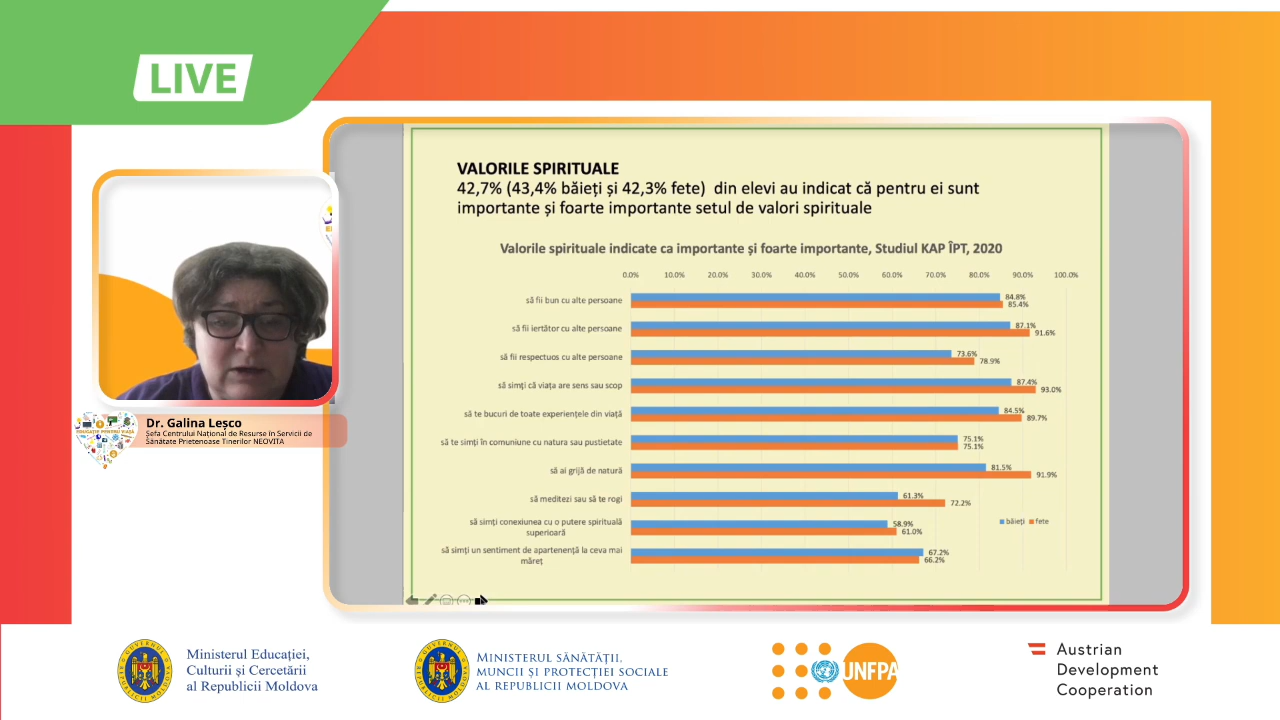 LIVE
VALORILE SPIRITUALE
42,7% (43,4% băieți și 42,3% fete) din elevi au indicat că pentru ei sunt
importante și foarte importante setul de valori spirituale
Valorile spirituale indicate ca importante și foarte importante, Studiul KAP ÎPT, 2020
0.0% 10.0% 20.0% 30.0% 40.0% 50.0% 60.0% 70.0% 80.0% 90.0% 100.0%
să fii bun cu alte persoane 84.8%
85.4%
să fii iertător cu alte persoane 87.1%
91.6%
să fii respectuos cu alte persoane 73.6%
78.9%
să simți că viața are sens sau scop 87.4%
93.0%
să te bucuri de toate experiențele din viață 84.5%
89.7%
să te simți în comuniune cu natura sau pustietate 75.1%
75.1%
să ai grijă de natură 81.5%
91.9%
să meditezi sau să te rogi 61.3%
72.2%
să simți conexiunea cu o putere spirituală
superioară
58.9%
61.0%
băieți fete
să simți un sentiment de apartenență la ceva mai
măreț
67.2%
66.2%
EDUCAȚIE PENTRU VIAȚĂ
Dr. Galina Leșco
Șefa Centrului Național de Resurse în Servicii de
Sănătate Prietenoase Tinerilor NEOVITA
Ministerul Educației,
Culturii și Cercetării
al Republicii Moldova
MINISTERUL SĂNĂTĂȚII,
MUNCII ȘI PROTECȚIEI SOCIALE
AL REPUBLICII MOLDOVA
UNFPA
Austrian
Development
Cooperation